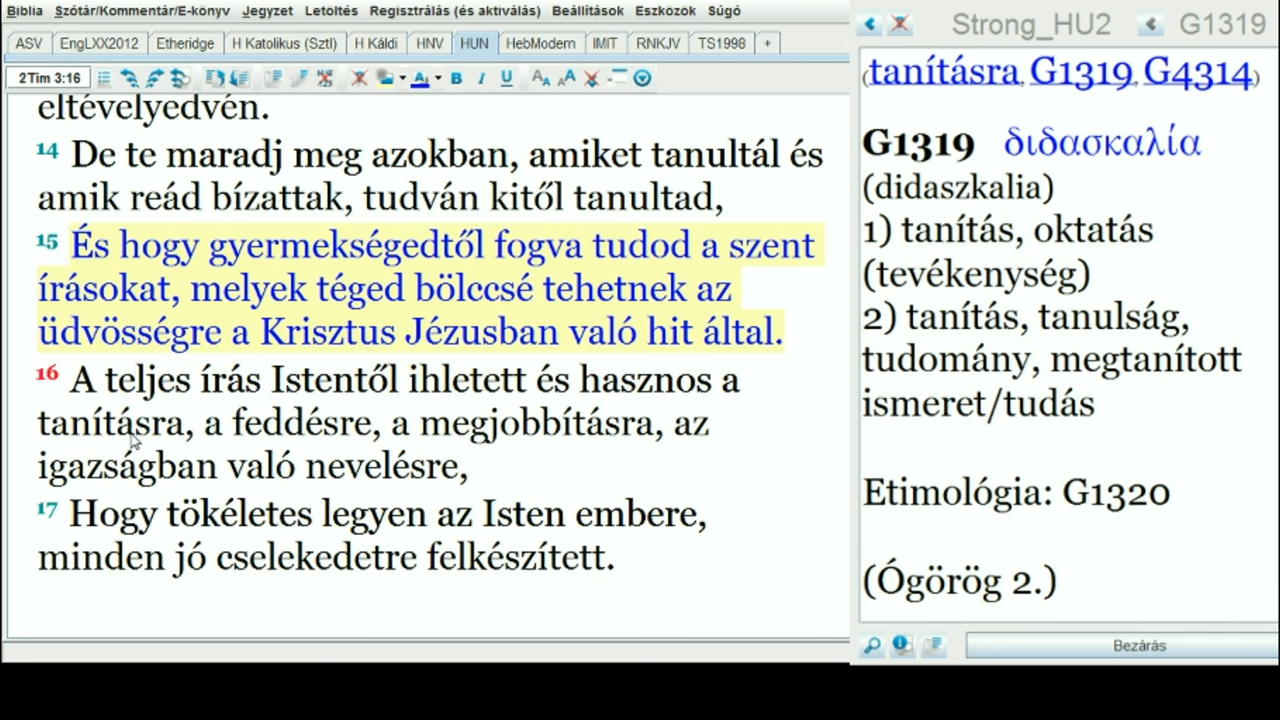 Biblia Szótár/Kommentár/E-könyv Jegyzet Letöltés Regisztrálás (és aktiválás) Beállítások Eszközök Súgó
ASV EngLXX2012 Etheridge H Katolikus (Sztl) H Káldi HNV HUN HebModern IMIT RNKJV TS1998 +
2Tim 3:16
eltévelyedvén.
14 De te maradj meg azokban, amiket tanultál és
amik reád bízattak, tudván kitől tanultad,
15 És hogy gyermekségedtől fogva tudod a szent
írásokat, melyek téged bölccsé tehetnek az
üdvösségre a Krisztus Jézusban való hit által.
16 A teljes írás Istentől ihletett és hasznos a
tanításra, a feddésre, a megjobbításra, az
igazságban való nevelésre,
17 Hogy tökéletes legyen az Isten embere,
minden jó cselekedetre felkészített.
Strong_HU2 G1319
(tanításra, G1319, G4314)
G1319 διδασκαλία
(didaszkalia)
1) tanítás, oktatás
(tevékenység)
2) tanítás, tanulság,
tudomány, megtanított
ismeret/tudás
Etimológia: G1320
(Ógörög 2.)
Bezárás